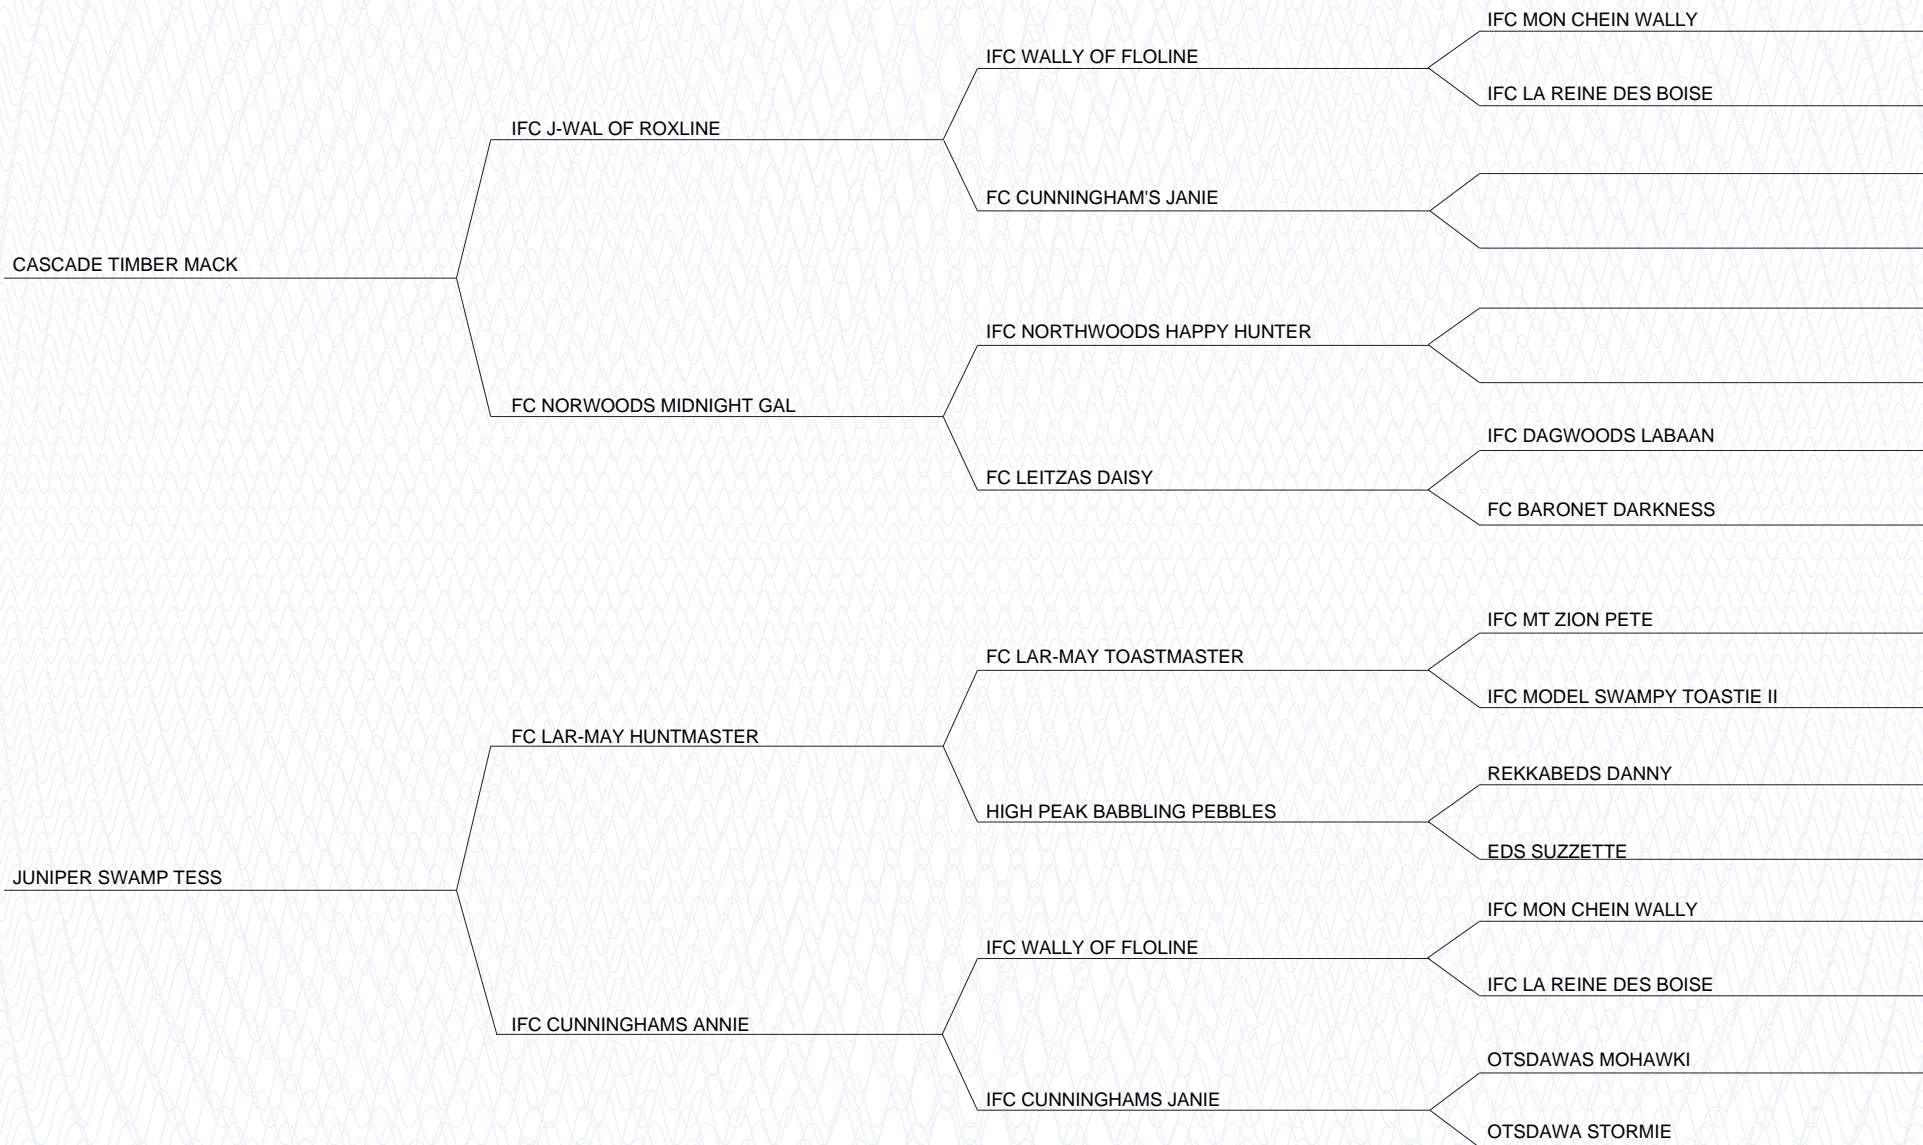 IFC MON CHEIN WALLY
IFC WALLY OF FLOLINE
IFC LA REINE DES BOISE
IFC J-WAL OF ROXLINE
FC CUNNINGHAM'S JANIE
CASCADE TIMBER MACK
IFC NORTHWOODS HAPPY HUNTER
FC NORWOODS MIDNIGHT GAL
IFC DAGWOODS LABAAN
FC LEITZAS DAISY
FC BARONET DARKNESS
IFC MT ZION PETE
FC LAR-MAY TOASTMASTER
IFC MODEL SWAMPY TOASTIE II
FC LAR-MAY HUNTMASTER
REKKABEDS DANNY
HIGH PEAK BABBLING PEBBLES
EDS SUZZETTE
JUNIPER SWAMP TESS
IFC MON CHEIN WALLY
IFC WALLY OF FLOLINE
IFC LA REINE DES BOISE
IFC CUNNINGHAMS ANNIE
OTSDAWAS MOHAWKI
IFC CUNNINGHAMS JANIE
OTSDAWA STORMIE